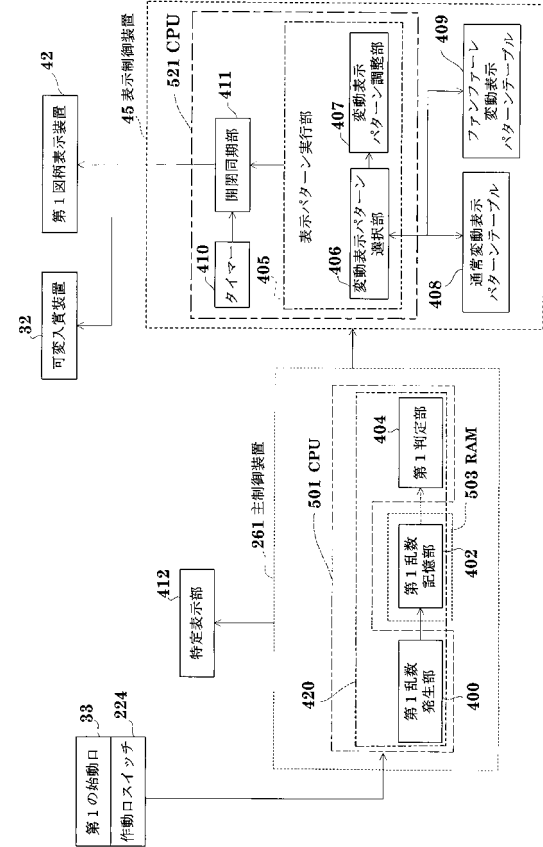 第1の始動口
33
作動口スイッチ
224
特定表示部
412
261 主制御装置
501 CPU
420
第1乱数
発生部
400
第1乱数
記憶部
402
第1判定部
404
503 RAM
可変入賞装置
32
第1図柄表示装置
42
45 表示制御装置
521 CPU
タイマー
410
開閉同期部
411
405
表示パターン実行部
変動表示パターン
選択部
406
変動表示
パターン調整部
407
通常変動表示
パターンテーブル
408
ファンファーレ
変動表示
パターンテーブル
409